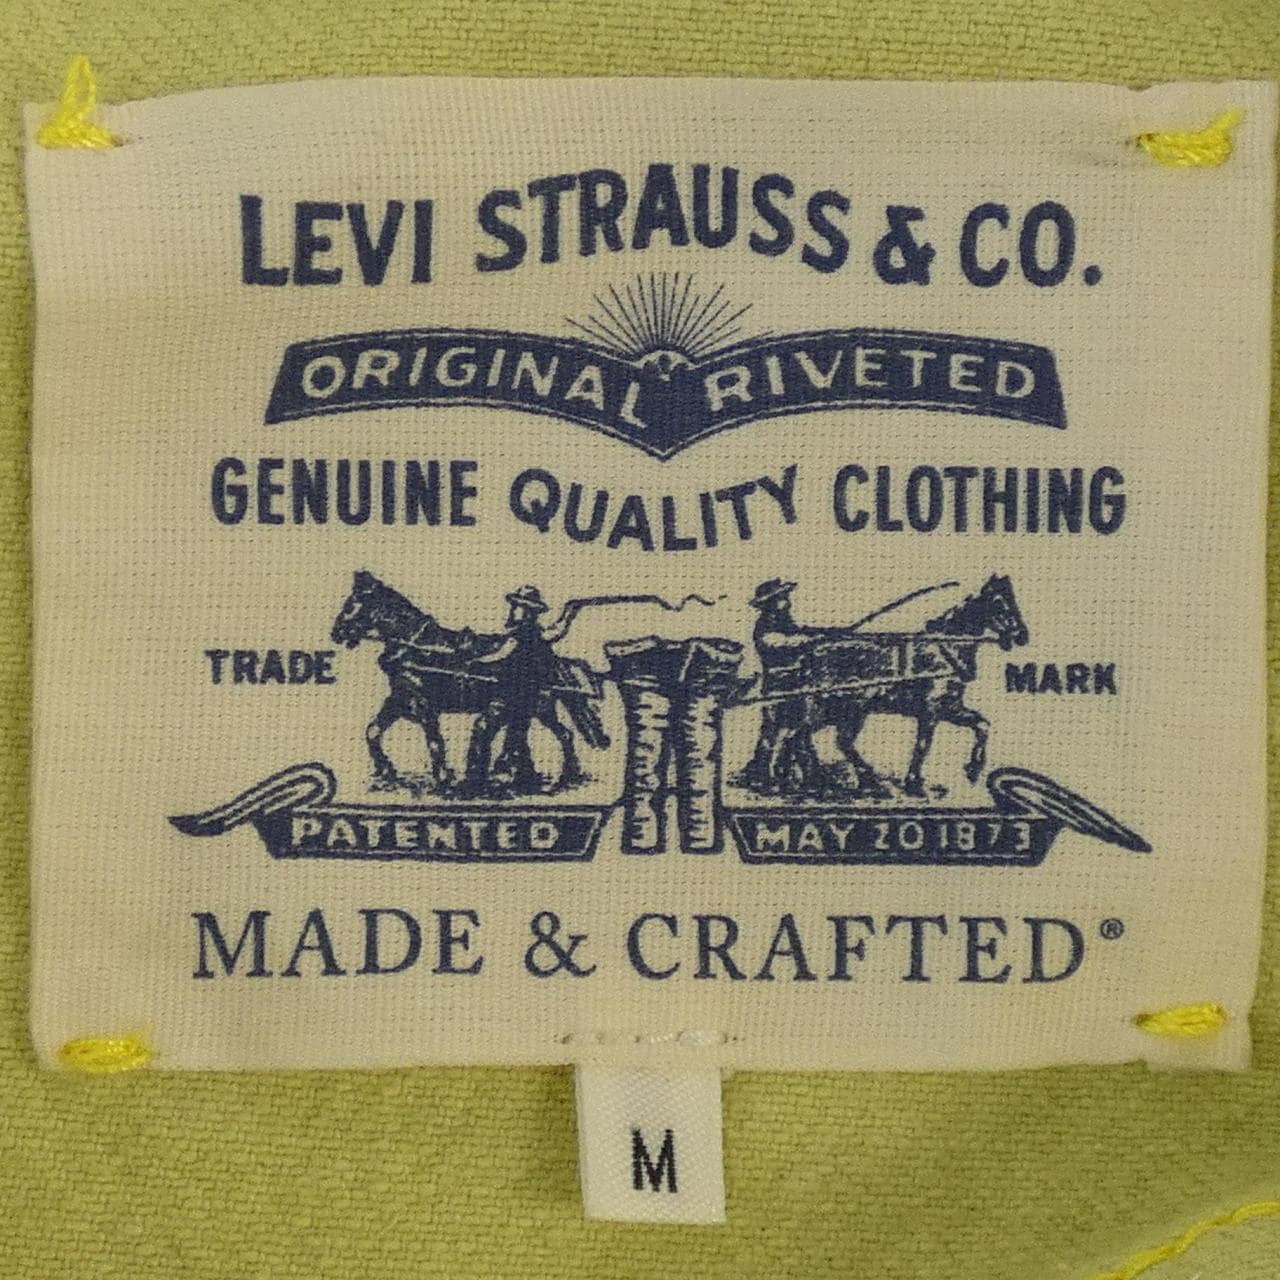 LEVI STRAUSS & CO.
ORIGINAL RIVETED
GENUINE QUALITY CLOTHING
TRADE MARK
PATENTED MAY 20 1873
MADE & CRAFTED®
M